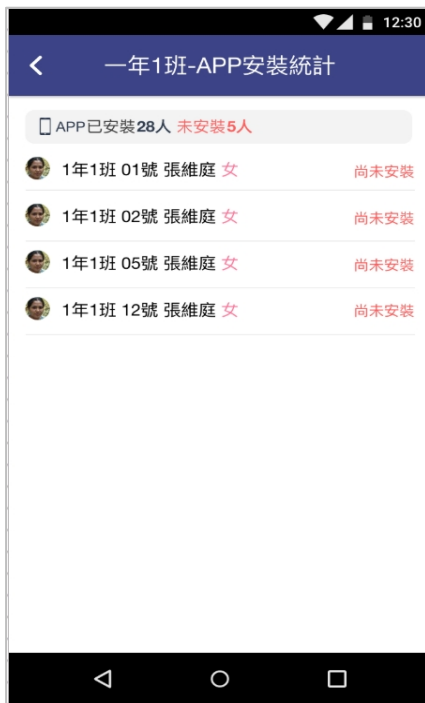 12:30
一年1班-APP安裝統計
APP已安裝28人 未安裝5人
1年1班 01號 張維庭 女 尚未安裝
1年1班 02號 張維庭 女 尚未安裝
1年1班 05號 張維庭 女 尚未安裝
1年1班 12號 張維庭 女 尚未安裝